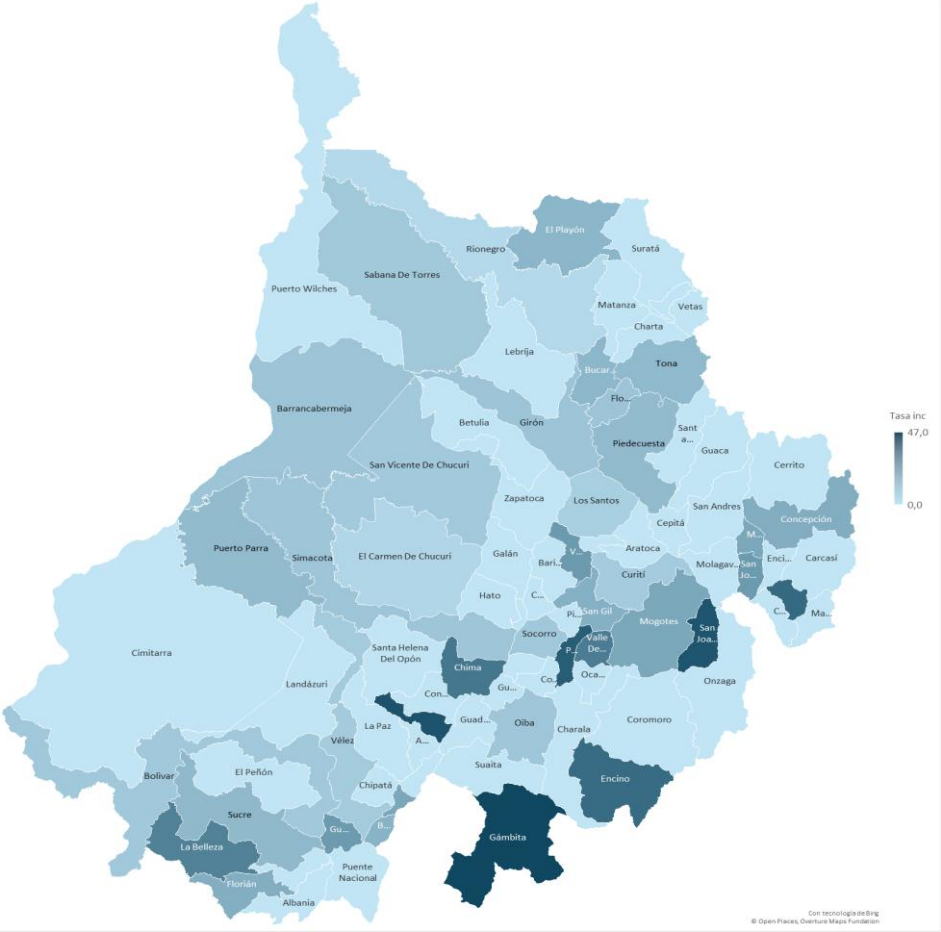 El Playón
Suratá
Rionegro
Sabana De Torres
Puerto Wilches
Matanza
Vetas
Charta
Lebrija
Tona
Bucar...
Flo...
Barrancabermeja
Betulia
Girón
Sant
a...
Piedecuesta
Guaca
San Vicente De Chucurí
Cerrito
Zapatoca
Los Santos
San Andres
Concepción
Cepitá
M...
Puerto Parra
Simacota
El Carmen De Chucurí
Galán
Bari...
V...
Aratoca
Molagav...
San
Jo...
Enci...
Carcasí
Curití
Hato
C...
Pi...
San Gil
Mogotes
C...
Ma...
Cimitarra
Santa Helena
Del Opón
Socorro
P...
Valle
De...
San
Joa...
Chima
Landázuri
Con...
Gu...
Co...
Oca...
Onzaga
Vélez
La Paz
A...
Guad...
Oiba
Charala
Coromoro
Bolivar
El Peñón
Chipatá
Suaita
Encino
Sucre
Gu...
B...
La Belleza
Gámbita
Florián
Puente
Nacional
Albania
Tasa inc
47,0
0,0
Con tecnología de Bing
© Open Places, Overture Maps Fundation